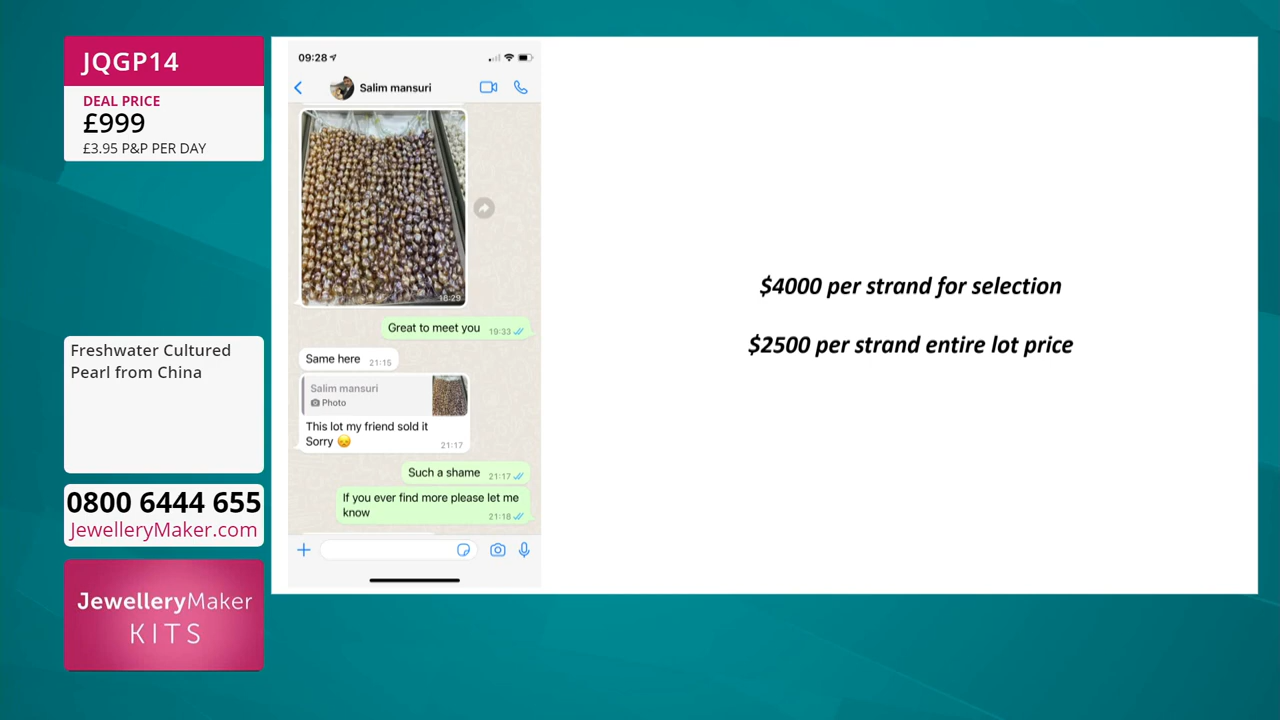 JQGP14
DEAL PRICE
£999
£3.95 P&P PER DAY
Freshwater Cultured
Pearl from China
0800 6444 655
JewelleryMaker.com
JewelleryMaker
KITS
09:28
Salim mansuri
18:29
Great to meet you 19:33
Same here 21:15
Salim mansuri
Photo
This lot my friend sold it
Sorry 😞 21:17
Such a shame 21:17
If you ever find more please let me
know 21:18
$4000 per strand for selection
$2500 per strand entire lot price